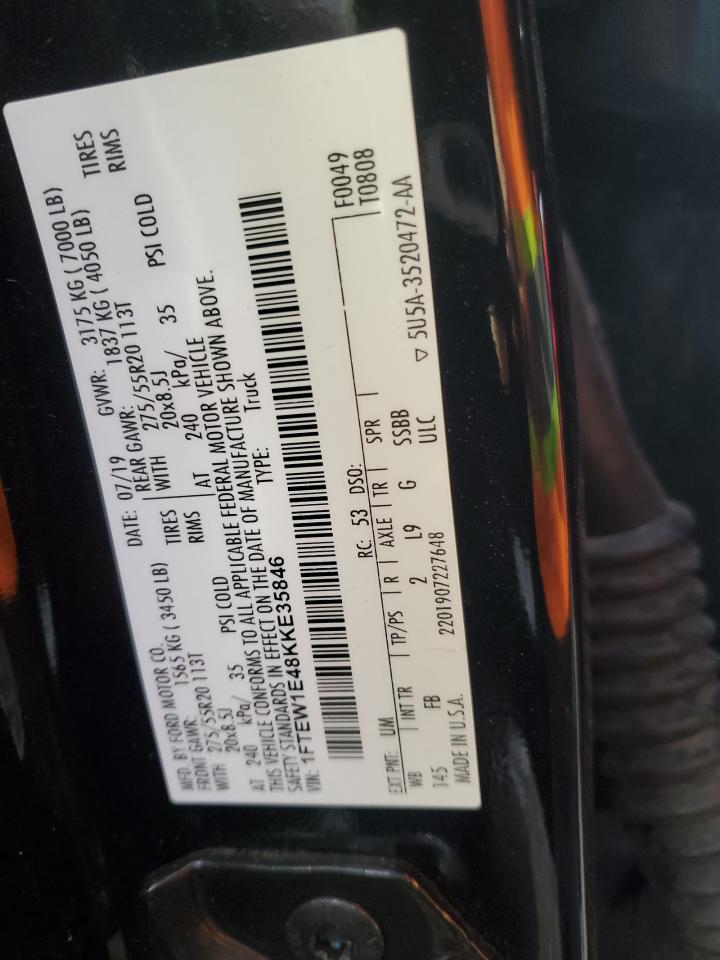 MFD. BY FORD MOTOR CO.
DATE: 07/19 GVWR: 3175 KG ( 7000 LB)
FRONT GAWR: 1565 KG ( 3450 LB) REAR GAWR: 1837 KG ( 4050 LB)
275/55R20 113T TIRES 275/55R20 113T TIRES
WITH 20x8.5J RIMS WITH 20x8.5J RIMS
AT 240 kPa/ 35 PSI COLD AT 240 kPa/ 35 PSI COLD
THIS VEHICLE CONFORMS TO ALL APPLICABLE FEDERAL MOTOR VEHICLE
SAFETY STANDARDS IN EFFECT ON THE DATE OF MANUFACTURE SHOWN ABOVE.
VIN: 1FTEW1E48KKE35846 TYPE: Truck
EXT PNT: UM RC: 53 DSO: F0049
WB INT TR TP/PS R AXLE TR SPR T0808
145 FB 2 L9 G SSBB
MADE IN U.S.A. 2201907227648 ULC ▽ 5U5A-3520472-AA